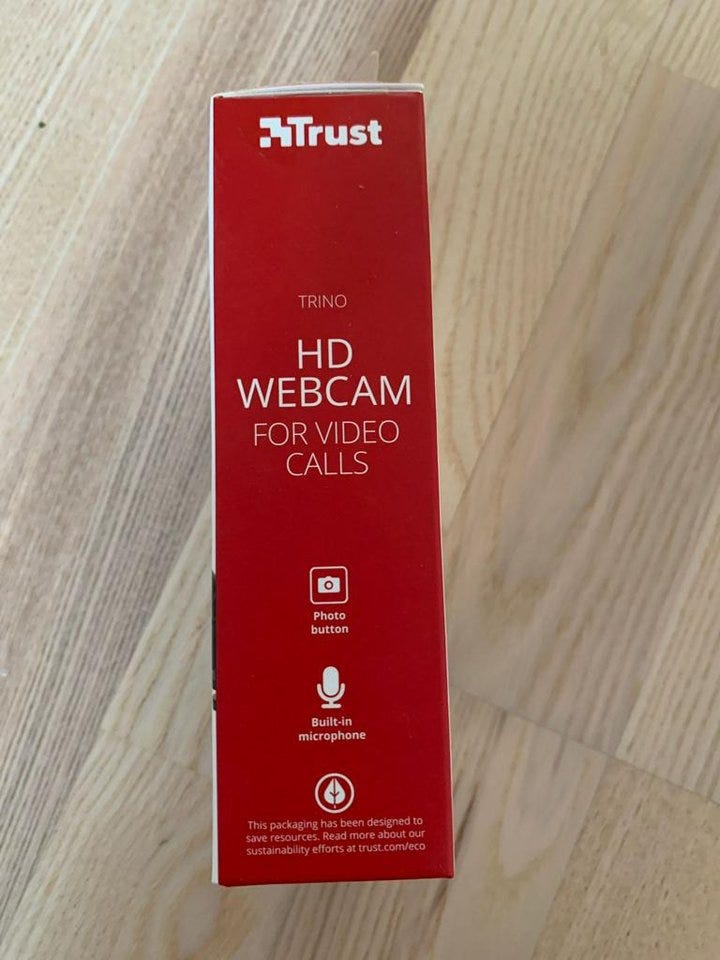 Trust
TRINO
HD
WEBCAM
FOR VIDEO
CALLS
Photo
button
Built-in
microphone
This packaging has been designed to
save resources. Read more about our
sustainability efforts at trust.com/eco